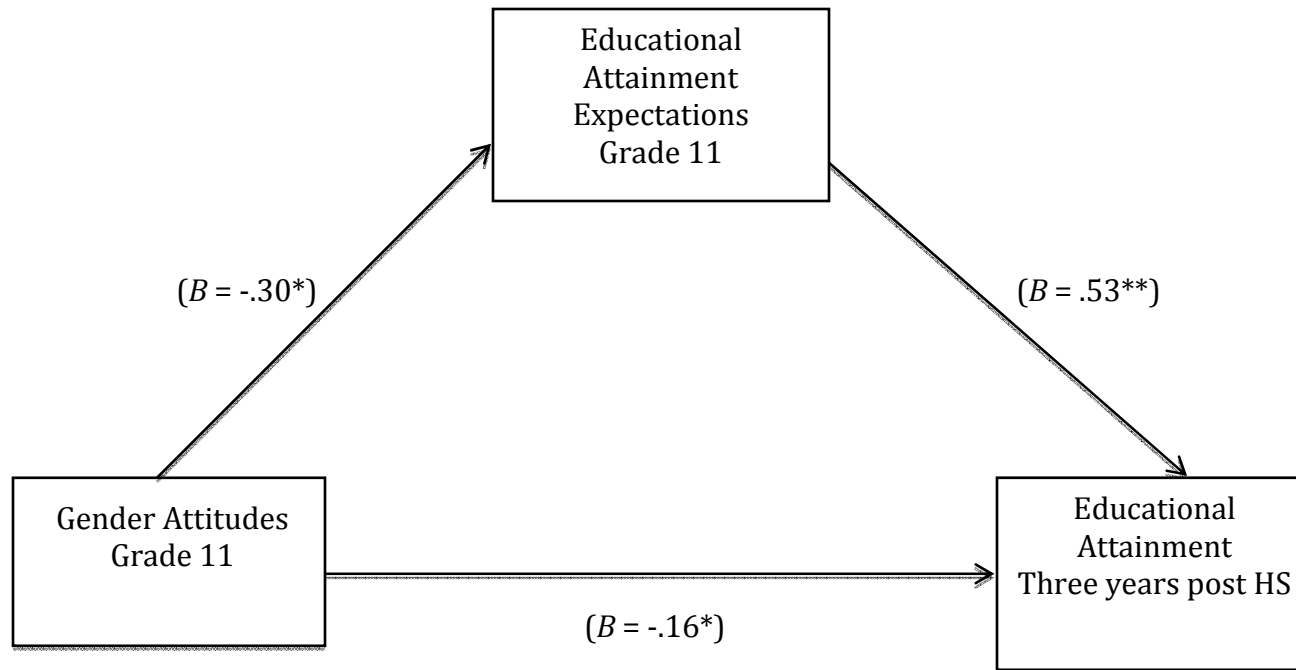 Educational
Attainment
Expectations
Grade 11
(B = -.30*)
(B = .53**)
Gender Attitudes
Grade 11
Educational
Attainment
Three years post HS
(B = -.16*)